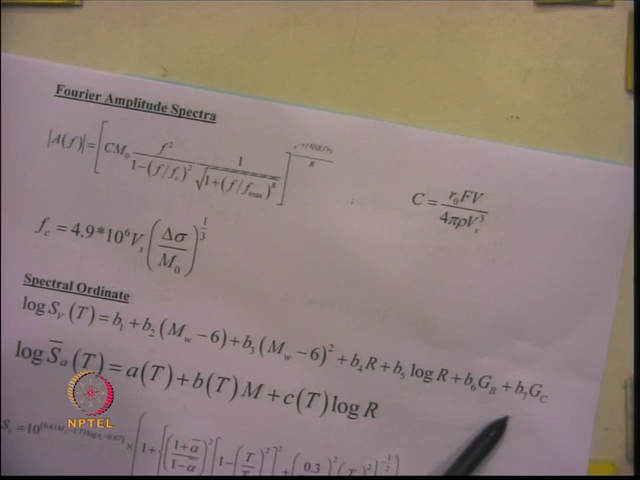 Fourier Amplitude Spectra
|A(f)| = [CM₀ f² / 1−(f/f_c)² 1 / √1+(f/f_max)⁸]
C = r₀FV / 4πρV_s³
f_c = 4.9*10⁶V_s(Δσ / M₀)^(1/3)
Spectral Ordinate
log S_V(T) = b₁ + b₂(M_w − 6) + b₃(M_w − 6)² + b₄R + b₅ log R + b₆G_B + b₇G_C
log S̅_a(T) = a(T) + b(T)M + c(T) log R
NPTEL